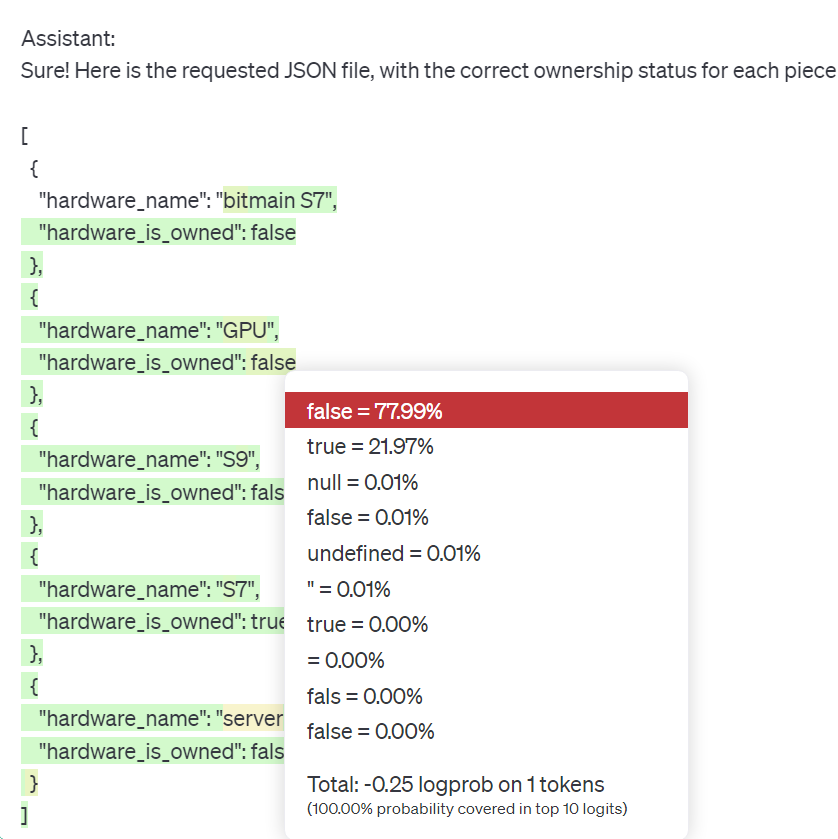 Assistant:
Sure! Here is the requested JSON file, with the correct ownership status for each piece
[
{
"hardware_name": "bitmain S7",
"hardware_is_owned": false
},
{
"hardware_name": "GPU",
"hardware_is_owned": false
},
{
"hardware_name": "S9",
"hardware_is_owned": fals
},
{
"hardware_name": "S7",
"hardware_is_owned": true
},
{
"hardware_name": "server
"hardware_is_owned": fals
}
]
false = 77.99%
true = 21.97%
null = 0.01%
false = 0.01%
undefined = 0.01%
" = 0.01%
true = 0.00%
= 0.00%
fals = 0.00%
false = 0.00%
Total: -0.25 logprob on 1 tokens
(100.00% probability covered in top 10 logits)